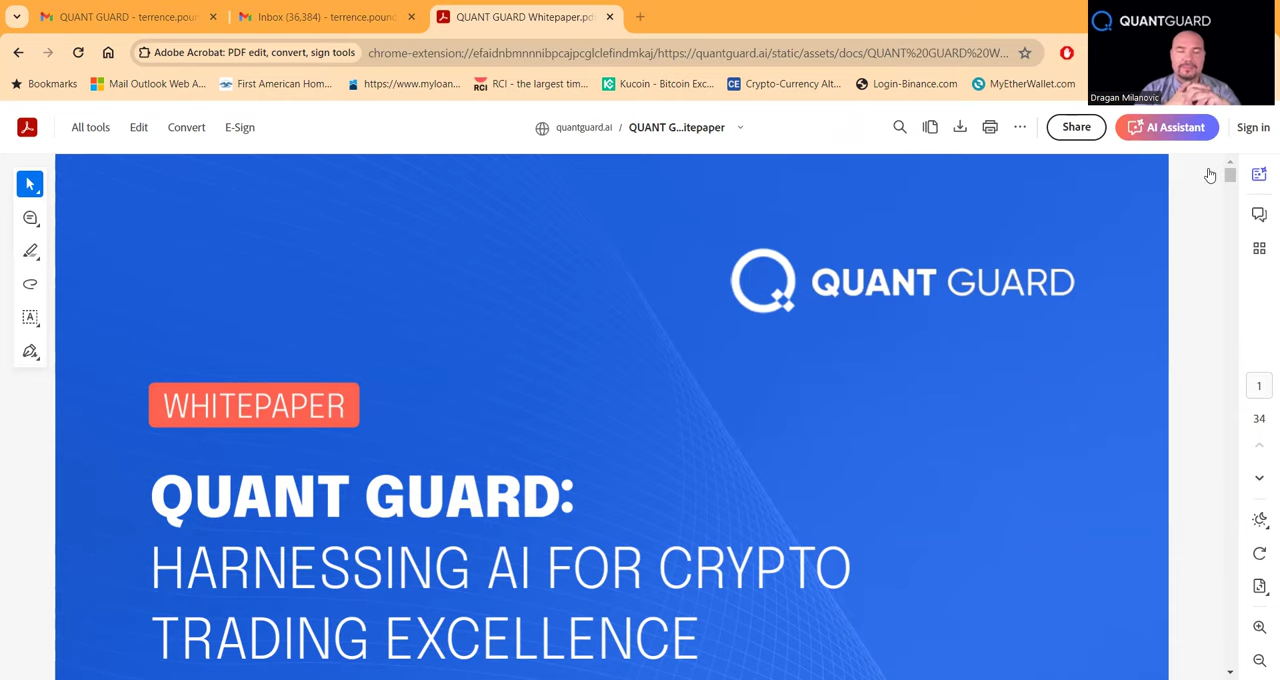 QUANT GUARD - terrence.poun
Inbox (36,384) - terrence.pound
QUANT GUARD Whitepaper.pd
Adobe Acrobat: PDF edit, convert, sign tools
chrome-extension://efaidnbmnnnibpcajpcglclefindmkaj/https://quantguard.ai/static/assets/docs/QUANT%20GUARD%20W...
Bookmarks
Mail Outlook Web A...
First American Hom...
https://www.myloan...
RCI - the largest tim...
Kucoin - Bitcoin Exc...
Crypto-Currency Alt...
Login-Binance.com
MyEtherWallet.com
QUANTGUARD
Dragan Milanovic
All tools
Edit
Convert
E-Sign
quantguard.ai / QUANT G...itepaper
Share
AI Assistant
Sign in
QUANT GUARD
WHITEPAPER
QUANT GUARD:
HARNESSING AI FOR CRYPTO
TRADING EXCELLENCE
1
34